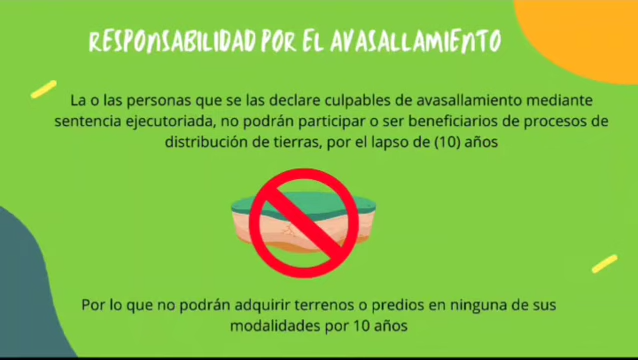 RESPONSABILIDAD POR EL AVASALLAMIENTO
La o las personas que se las declare culpables de avasallamiento mediante
sentencia ejecutoriada, no podrán participar o ser beneficiarios de procesos de
distribución de tierras, por el lapso de (10) años
Por lo que no podrán adquirir terrenos o predios en ninguna de sus
modalidades por 10 años